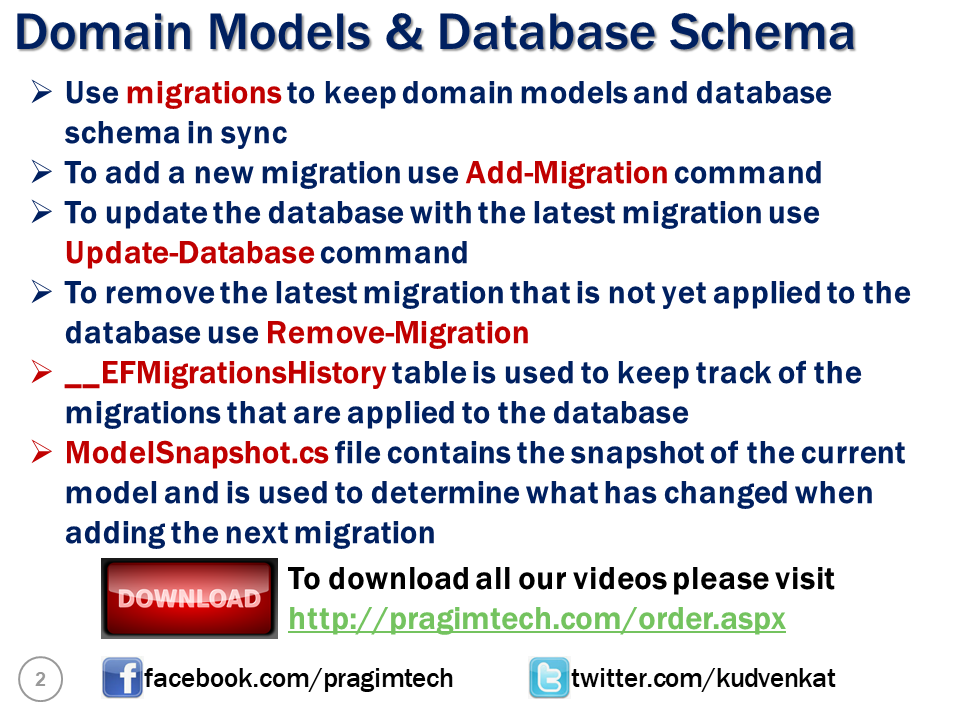 Domain Models & Database Schema
Use migrations to keep domain models and database
schema in sync
To add a new migration use Add-Migration command
To update the database with the latest migration use
Update-Database command
To remove the latest migration that is not yet applied to the
database use Remove-Migration
__EFMigrationsHistory table is used to keep track of the
migrations that are applied to the database
ModelSnapshot.cs file contains the snapshot of the current
model and is used to determine what has changed when
adding the next migration
DOWNLOAD
To download all our videos please visit
http://pragimtech.com/order.aspx
2
f facebook.com/pragimtech
t twitter.com/kudvenkat